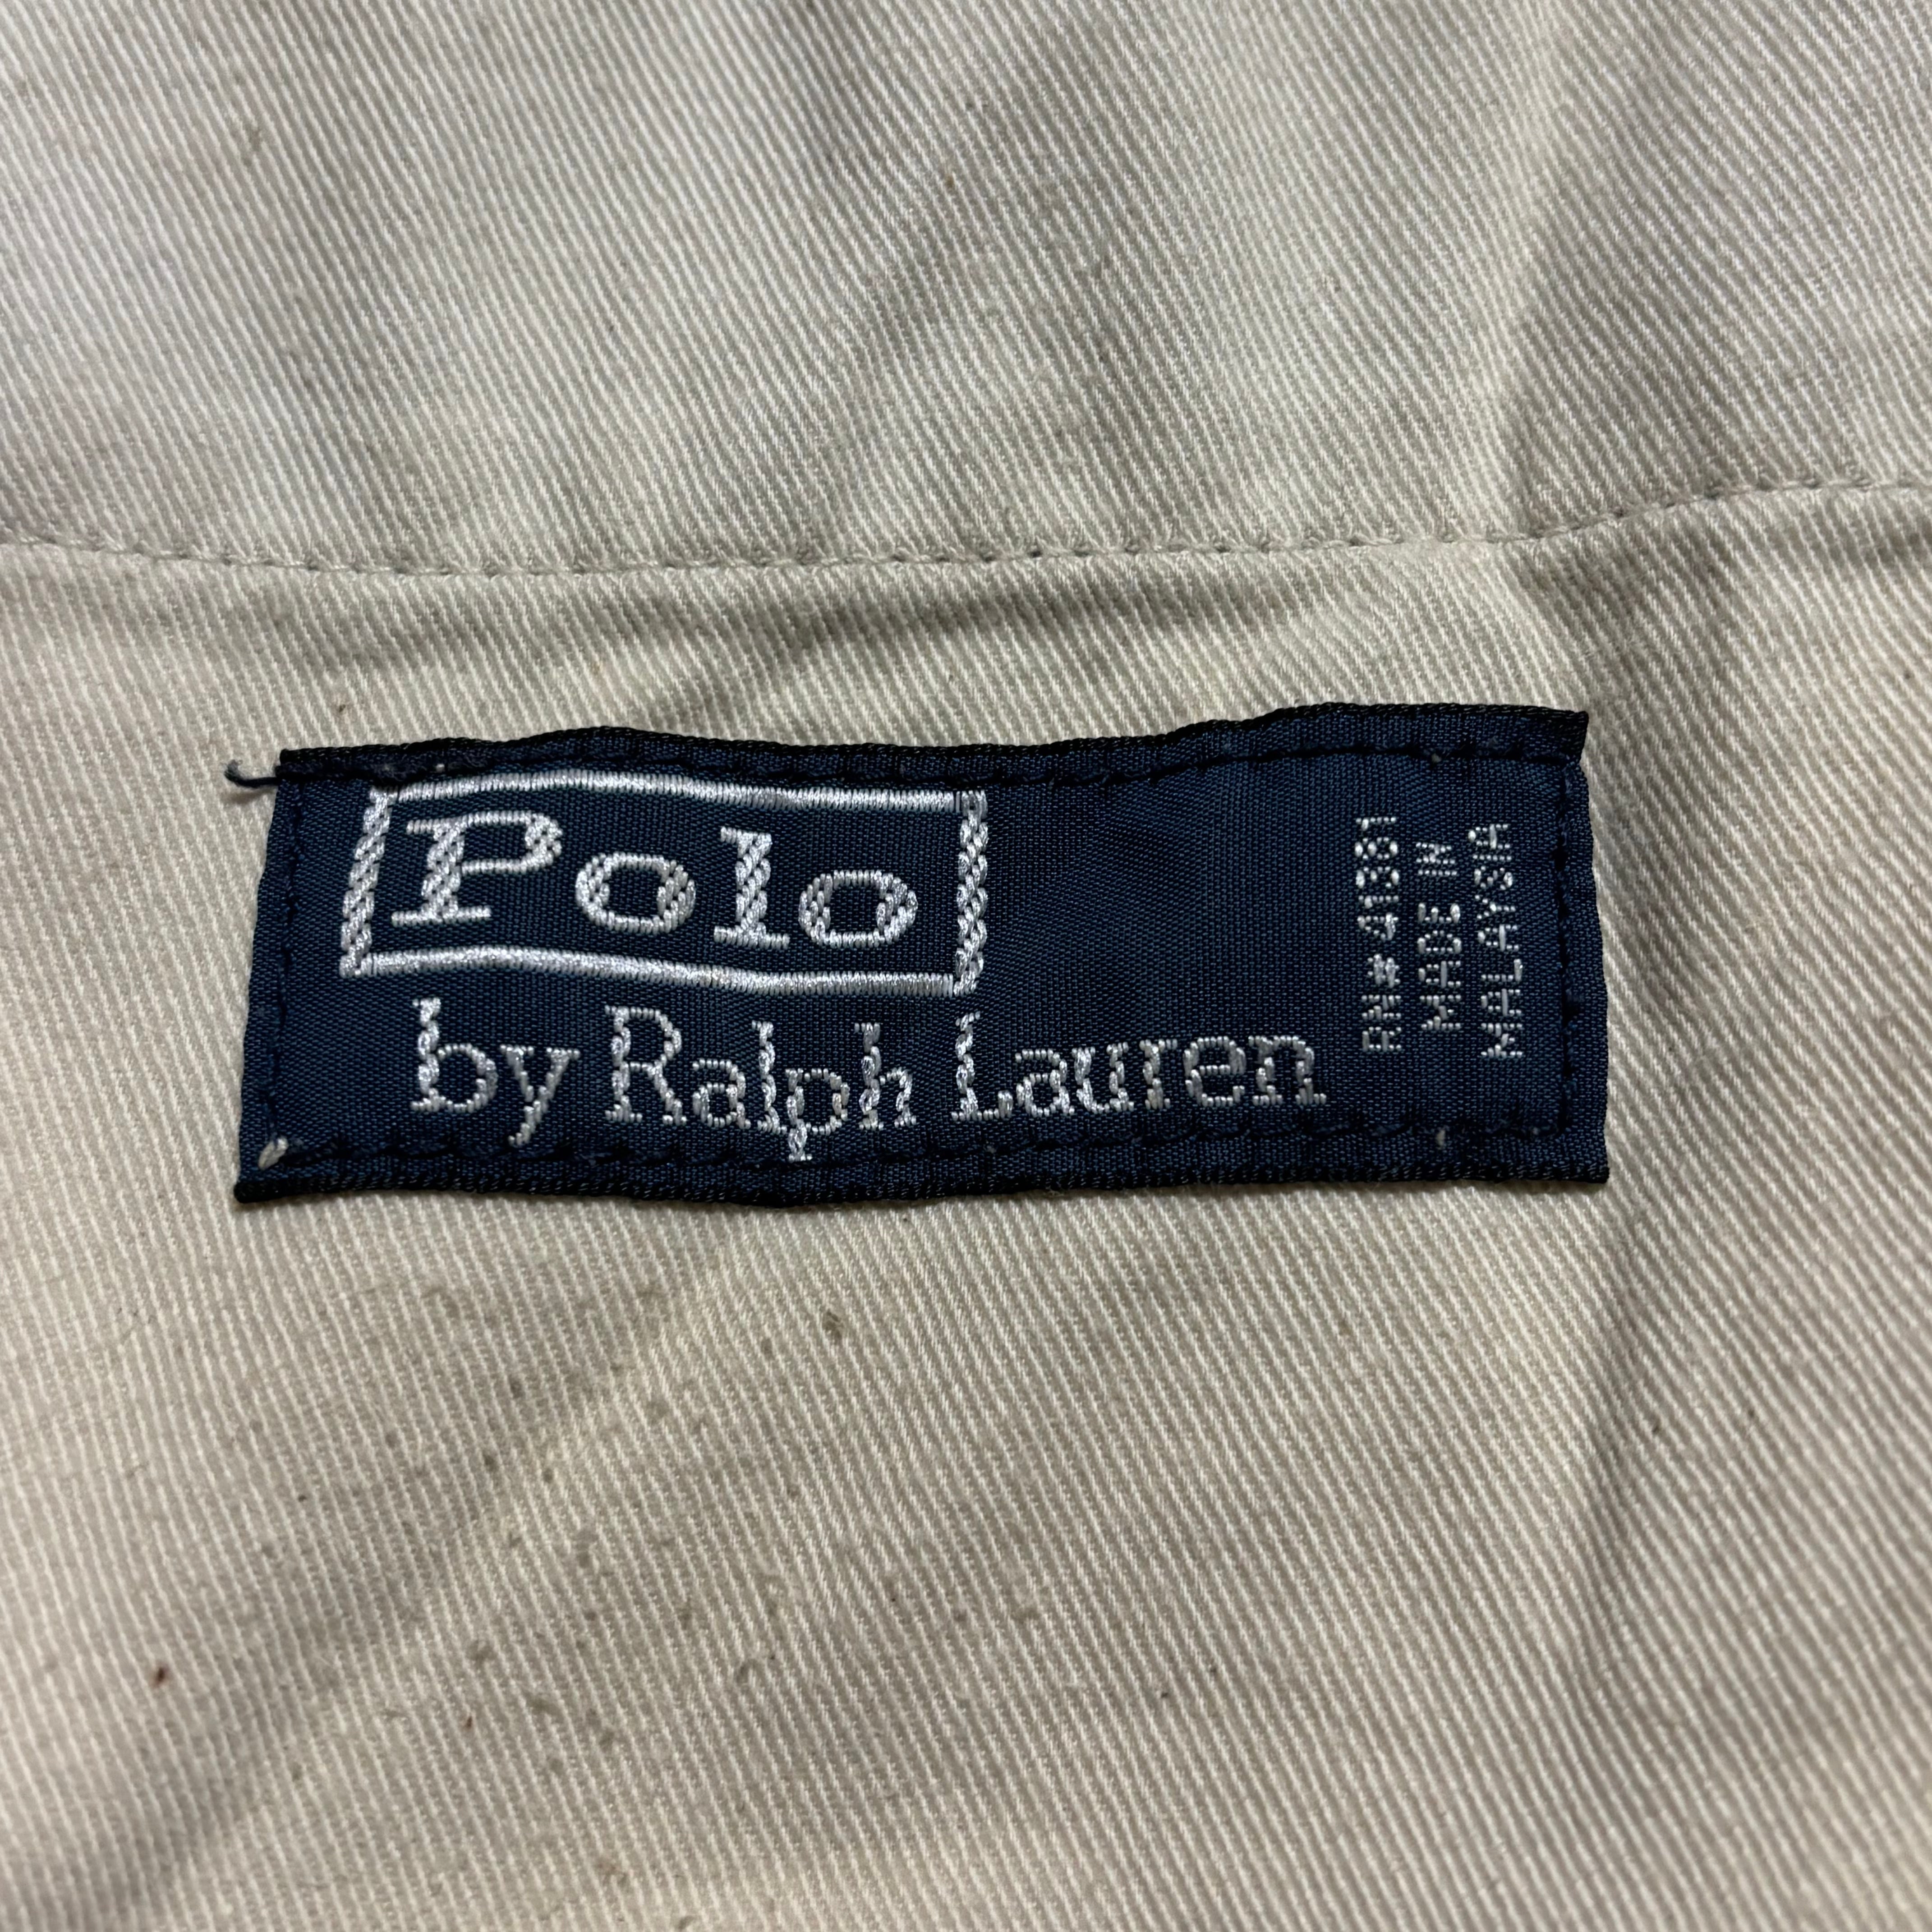 Polo
by Ralph Lauren
RN# 41381
MADE IN
MALAYSIA